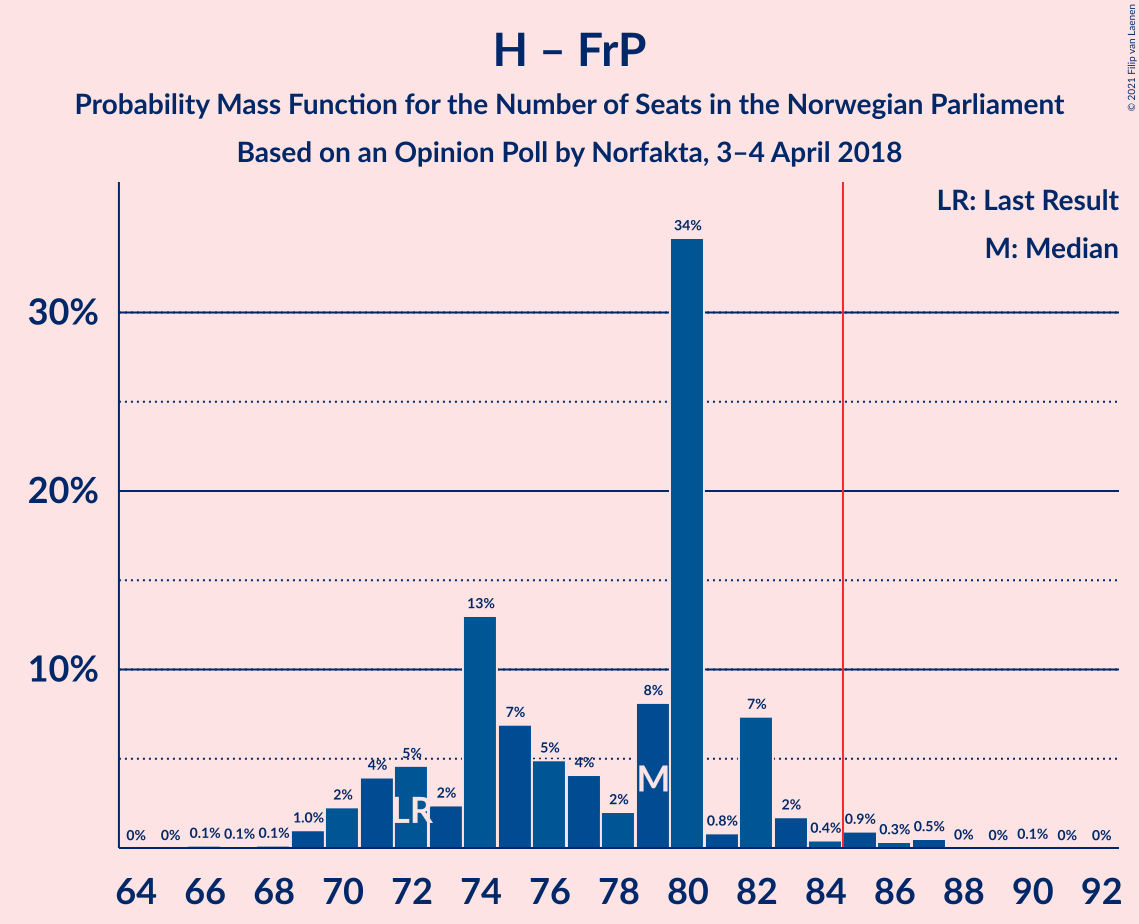 H – FrP
Probability Mass Function for the Number of Seats in the Norwegian Parliament
Based on an Opinion Poll by Norfakta, 3–4 April 2018
© 2021 Filip van Laenen
LR: Last Result
M: Median
30%
20%
10%
0% 0% 0.1% 0.1% 0.1% 1.0% 2% 4% 5% 2% 13% 7% 5% 4% 2% 8% 34% 0.8% 7% 2% 0.4% 0.9% 0.3% 0.5% 0% 0% 0.1% 0% 0%
LR M
64 66 68 70 72 74 76 78 80 82 84 86 88 90 92